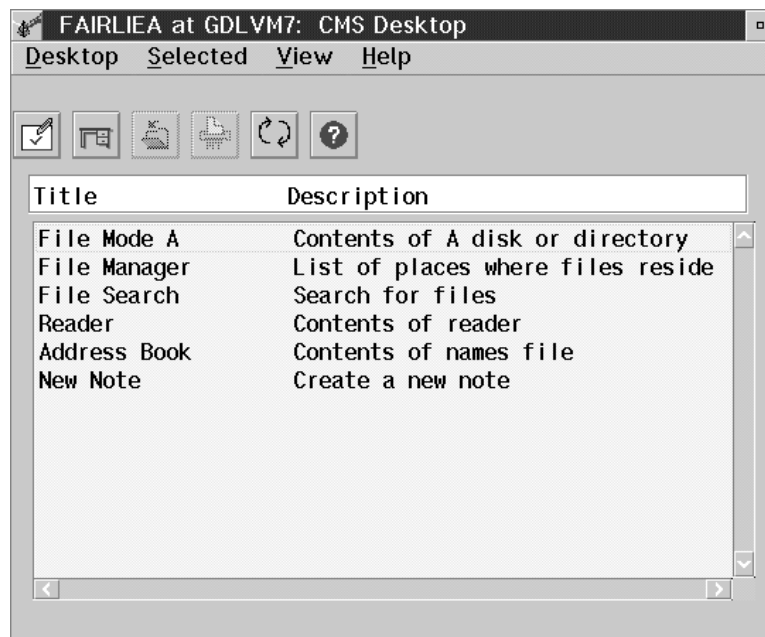 FAIRLIEA at GDLVM7: CMS Desktop
Desktop Selected View Help
Title Description
File Mode A Contents of A disk or directory
File Manager List of places where files reside
File Search Search for files
Reader Contents of reader
Address Book Contents of names file
New Note Create a new note